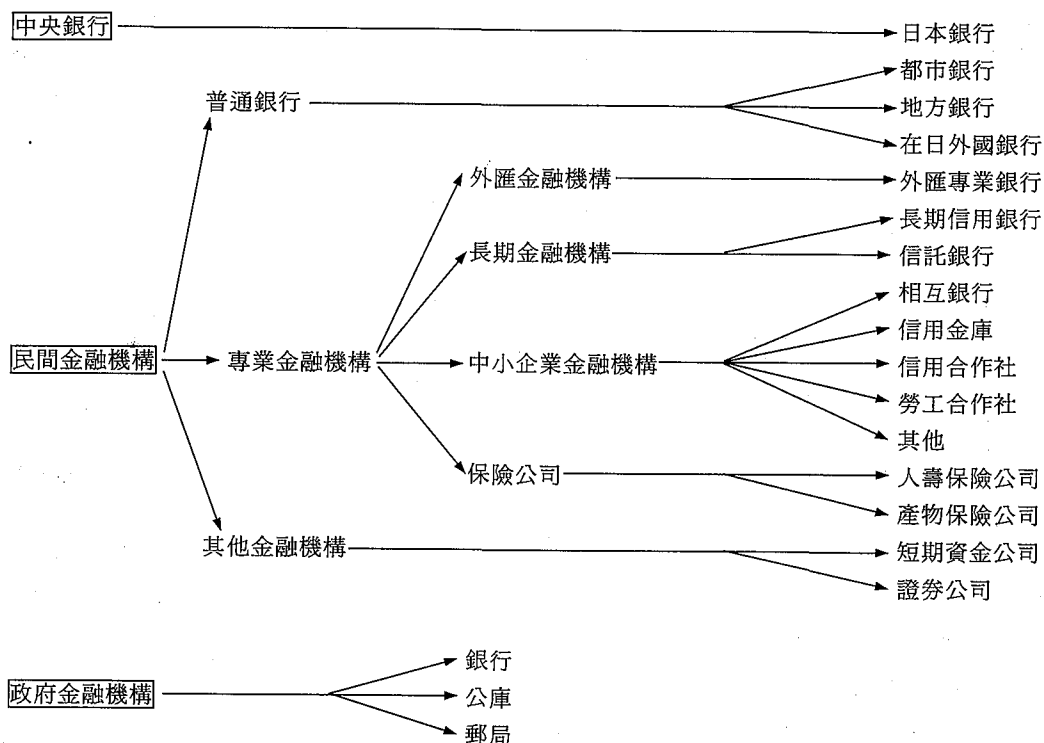 中央銀行
日本銀行
都市銀行
普通銀行
地方銀行
在日外國銀行
外匯金融機構
外匯專業銀行
長期信用銀行
長期金融機構
信託銀行
相互銀行
信用金庫
民間金融機構
專業金融機構
中小企業金融機構
信用合作社
勞工合作社
其他
保險公司
人壽保險公司
產物保險公司
其他金融機構
短期資金公司
證券公司
銀行
政府金融機構
公庫
郵局